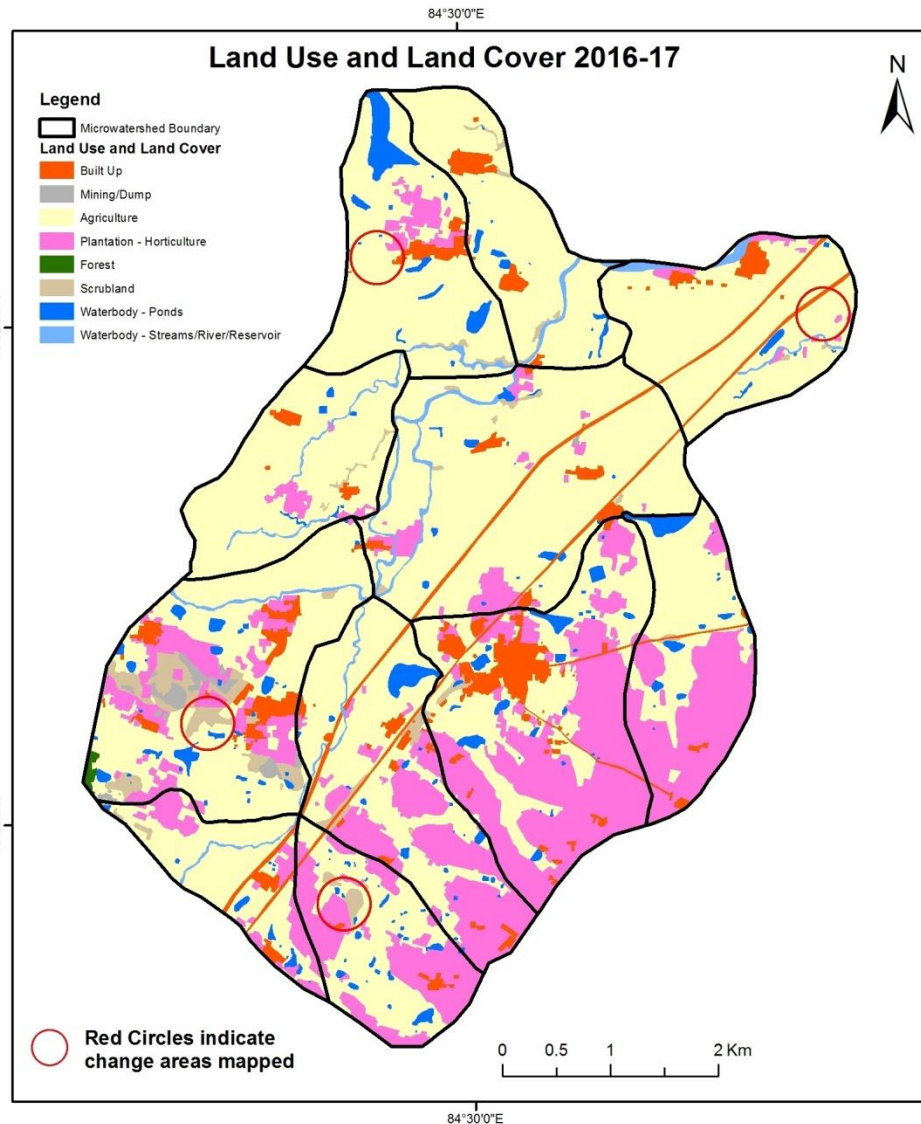 84°30'0"E
Land Use and Land Cover 2016-17
N
Legend
Microwatershed Boundary
Land Use and Land Cover
Built Up
Mining/Dump
Agriculture
Plantation - Horticulture
Forest
Scrubland
Waterbody - Ponds
Waterbody - Streams/River/Reservoir
Red Circles indicate
change areas mapped
0 0.5 1 2 Km
84°30'0"E